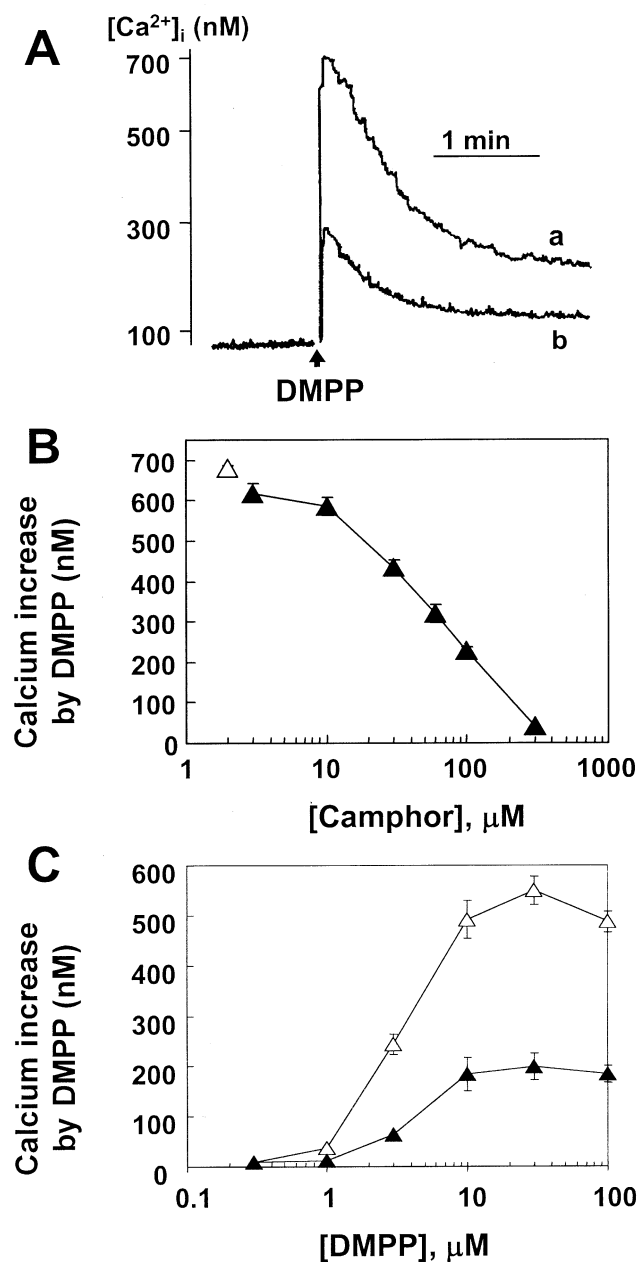 A
[Ca²⁺]ᵢ (nM)
700
500
300
100
1 min
a
b
DMPP
B
Calcium increase
by DMPP (nM)
700
600
500
400
300
200
100
0
1
10
100
1000
[Camphor], μM
C
Calcium increase
by DMPP (nM)
600
500
400
300
200
100
0
0.1
1
10
100
[DMPP], μM